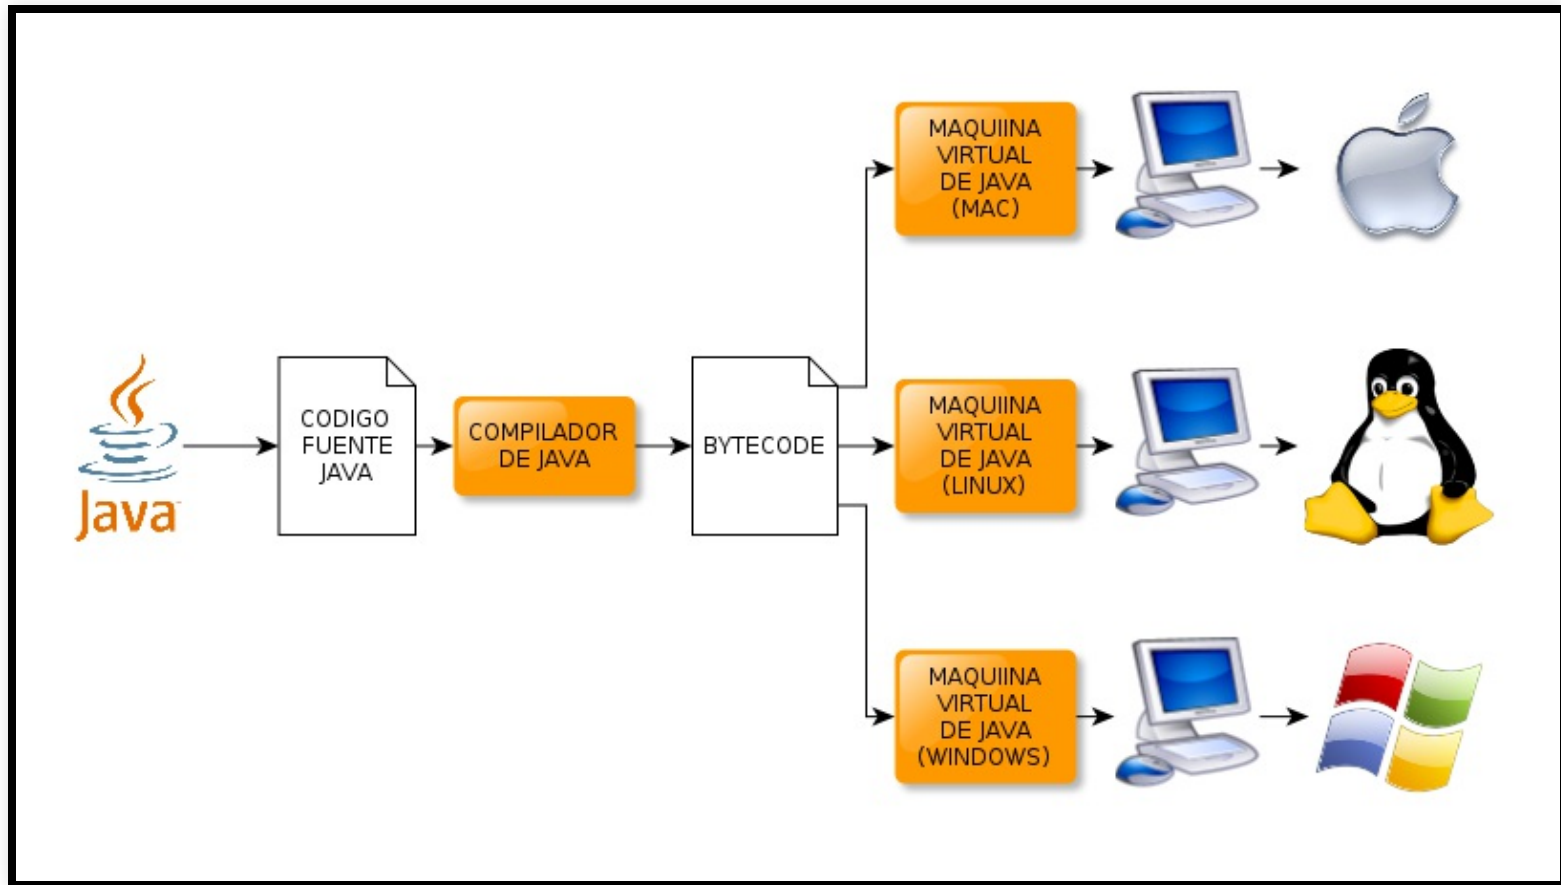 Java
CODIGO
FUENTE
JAVA
COMPILADOR
DE JAVA
BYTECODE
MAQUIINA
VIRTUAL
DE JAVA
(MAC)
MAQUIINA
VIRTUAL
DE JAVA
(LINUX)
MAQUIINA
VIRTUAL
DE JAVA
(WINDOWS)